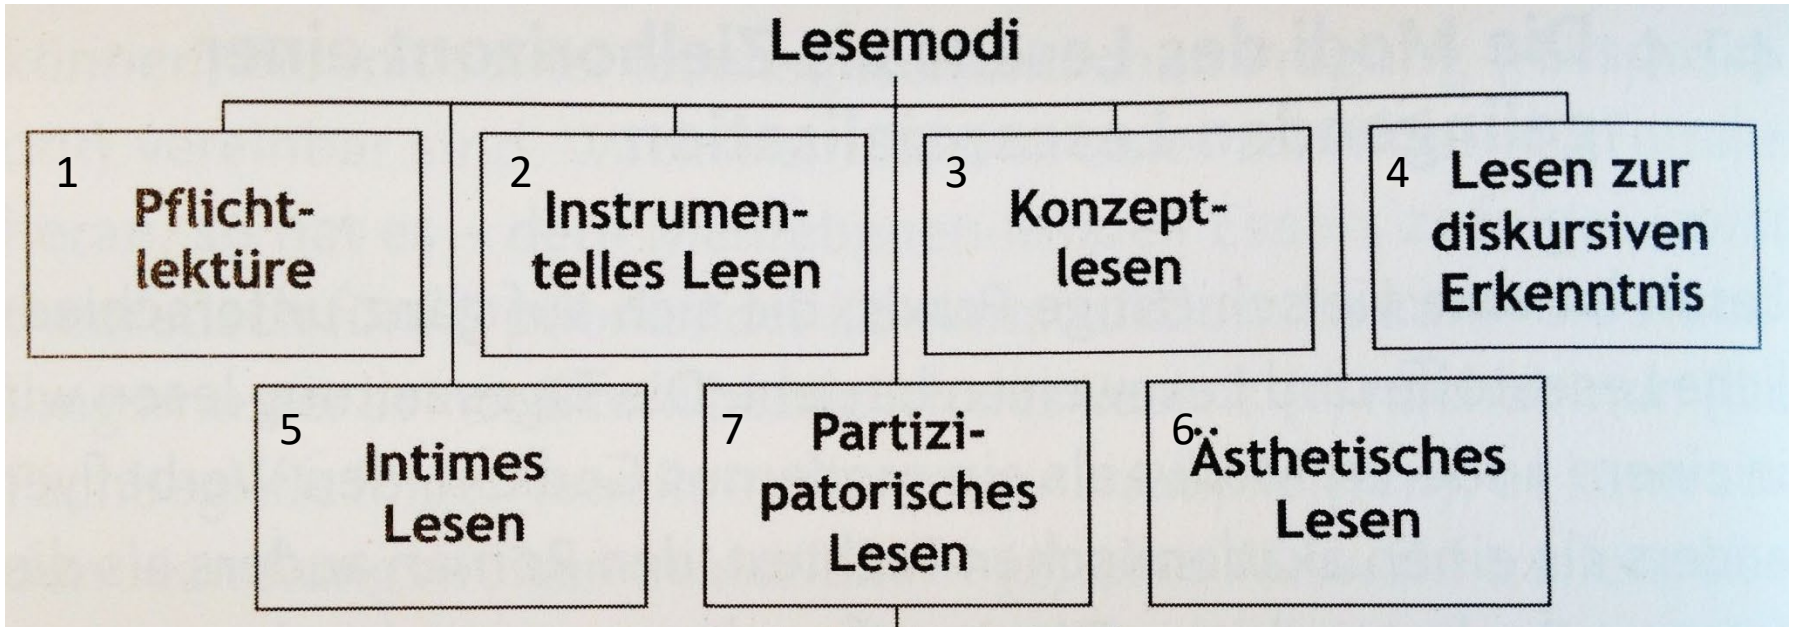 Lesemodi
1
Pflicht-
lektüre
2
Instrumen-
telles Lesen
3
Konzept-
lesen
4
Lesen zur
diskursiven
Erkenntnis
5
Intimes
Lesen
7
Partizi-
patorisches
Lesen
6
Ästhetisches
Lesen